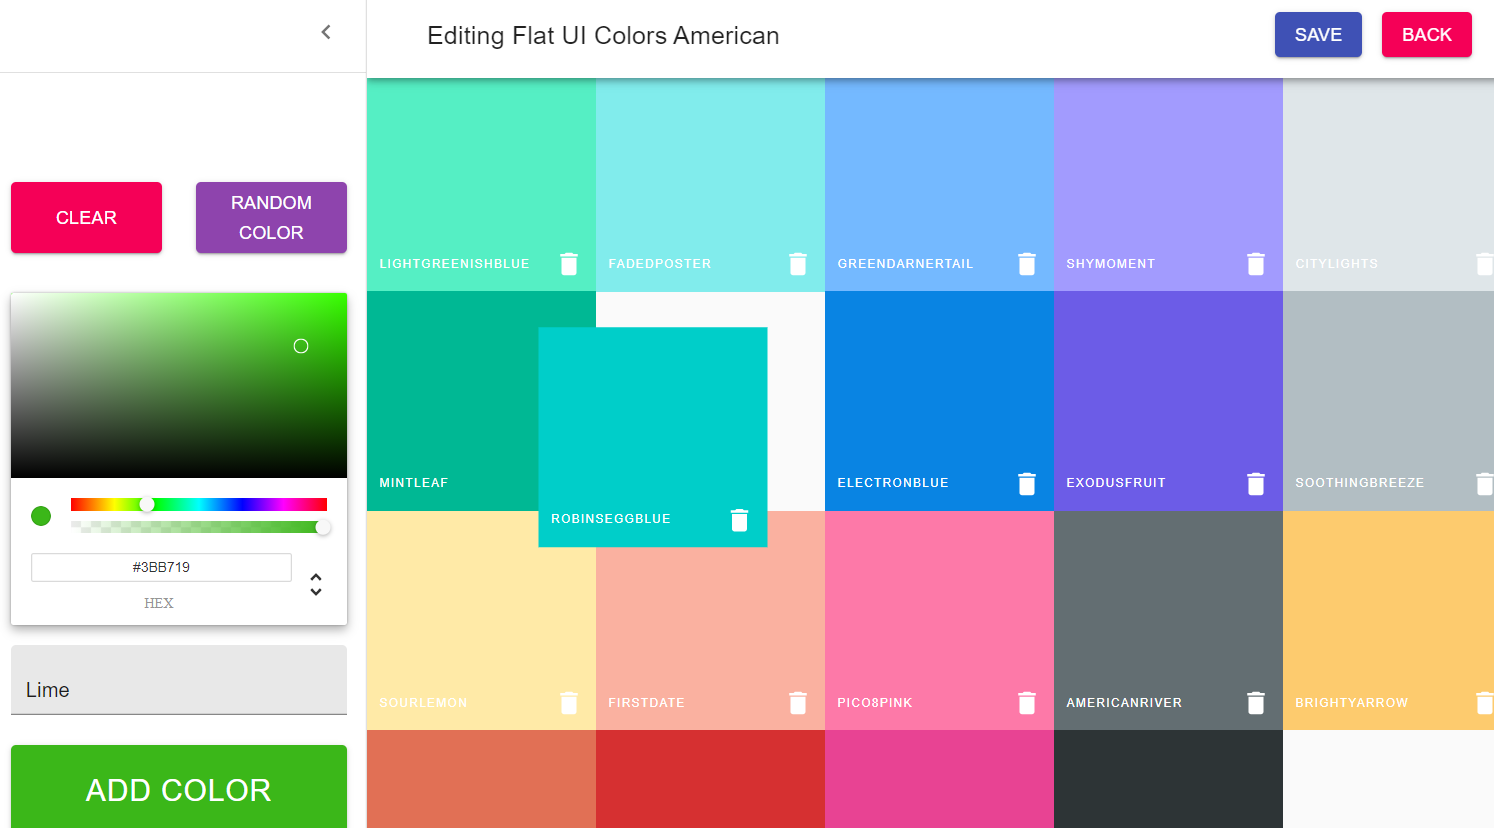 Editing Flat UI Colors American
SAVE
BACK
CLEAR
RANDOM
COLOR
#3BB719
HEX
Lime
ADD COLOR
LIGHTGREENISHBLUE
FADEDPOSTER
GREENDARNERTAIL
SHYMOMENT
CITYLIGHTS
MINTLEAF
ROBINSEGGBLUE
ELECTRONBLUE
EXODUSFRUIT
SOOTHINGBREEZE
SOURLEMON
FIRSTDATE
PICO8PINK
AMERICANRIVER
BRIGHTYARROW